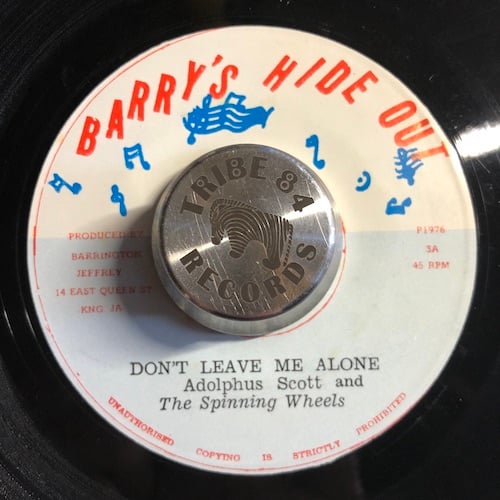 BARRY'S HIDE OUT
TRIBE 84
RECORDS
PRODUCED BY
BARRINGTON
JEFFREY
14 EAST QUEEN ST
KNG. JA
P1976
3A
45 RPM
DON'T LEAVE ME ALONE
Adolphus Scott and
The Spinning Wheels
UNAUTHORISED COPYING IS STRICTLY PROHIBITED